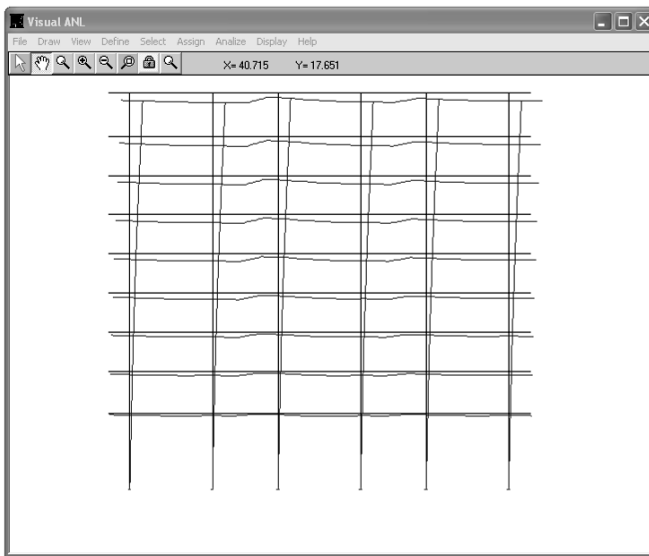 Visual ANL
File Draw View Define Select Assign Analize Display Help
X= 40.715 Y= 17.651